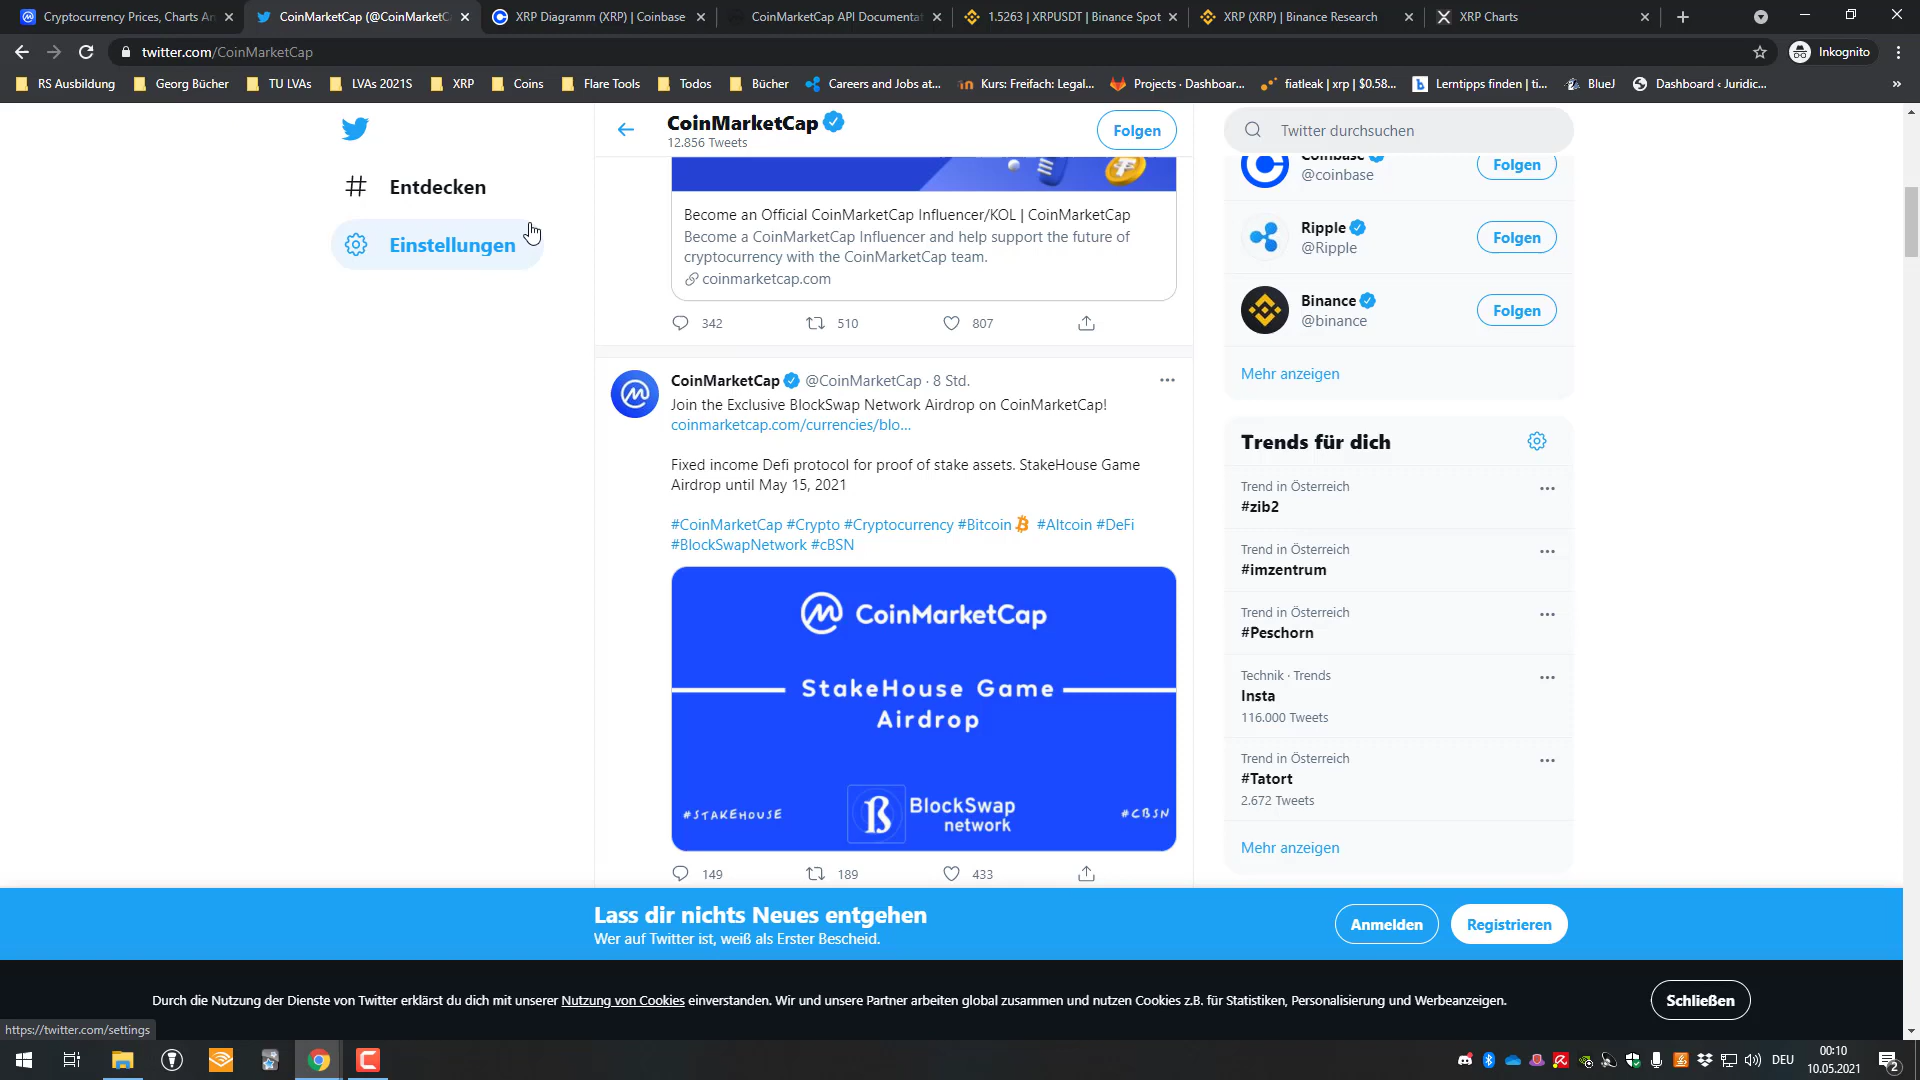 Cryptocurrency Prices, Charts An
CoinMarketCap (@CoinMarketC
XRP Diagramm (XRP) | Coinbase
CoinMarketCap API Documentat
1.5263 | XRPUSDT | Binance Spot
XRP (XRP) | Binance Research
XRP Charts
twitter.com/CoinMarketCap
Inkognito
RS Ausbildung
Georg Bücher
TU LVAs
LVAs 2021S
XRP
Coins
Flare Tools
Todos
Bücher
Careers and Jobs at...
Kurs: Freifach: Legal...
Projects · Dashboar...
fiatleak | xrp | $0.58...
Lerntipps finden | ti...
BlueJ
Dashboard ‹ Juridic...
Entdecken
Einstellungen
CoinMarketCap
12.856 Tweets
Folgen
Become an Official CoinMarketCap Influencer/KOL | CoinMarketCap
Become a CoinMarketCap Influencer and help support the future of
cryptocurrency with the CoinMarketCap team.
coinmarketcap.com
342
510
807
CoinMarketCap @CoinMarketCap · 8 Std.
Join the Exclusive BlockSwap Network Airdrop on CoinMarketCap!
coinmarketcap.com/currencies/blo...
Fixed income Defi protocol for proof of stake assets. StakeHouse Game
Airdrop until May 15, 2021
#CoinMarketCap #Crypto #Cryptocurrency #Bitcoin #Altcoin #DeFi
#BlockSwapNetwork #cBSN
CoinMarketCap
StakeHouse Game
Airdrop
#STAKEHOUSE
BlockSwap
network
#CBSN
149
189
433
Twitter durchsuchen
Coinbase
@coinbase
Folgen
Ripple
@Ripple
Folgen
Binance
@binance
Folgen
Mehr anzeigen
Trends für dich
Trend in Österreich
#zib2
Trend in Österreich
#imzentrum
Trend in Österreich
#Peschorn
Technik · Trends
Insta
116.000 Tweets
Trend in Österreich
#Tatort
2.672 Tweets
Mehr anzeigen
Lass dir nichts Neues entgehen
Wer auf Twitter ist, weiß als Erster Bescheid.
Anmelden
Registrieren
Durch die Nutzung der Dienste von Twitter erklärst du dich mit unserer Nutzung von Cookies einverstanden. Wir und unsere Partner arbeiten global zusammen und nutzen Cookies z.B. für Statistiken, Personalisierung und Werbeanzeigen.
Schließen
https://twitter.com/settings
DEU
00:10
10.05.2021
2